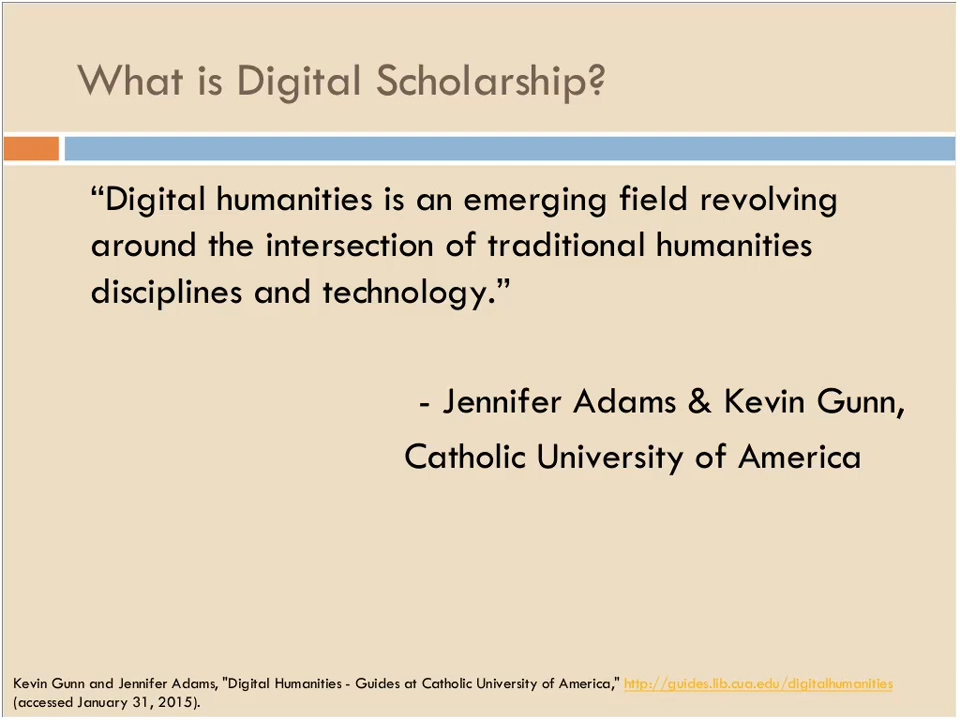 What is Digital Scholarship?
“Digital humanities is an emerging field revolving
around the intersection of traditional humanities
disciplines and technology.”
- Jennifer Adams & Kevin Gunn,
Catholic University of America
Kevin Gunn and Jennifer Adams, "Digital Humanities - Guides at Catholic University of America," http://guides.lib.cua.edu/digitalhumanities
(accessed January 31, 2015).